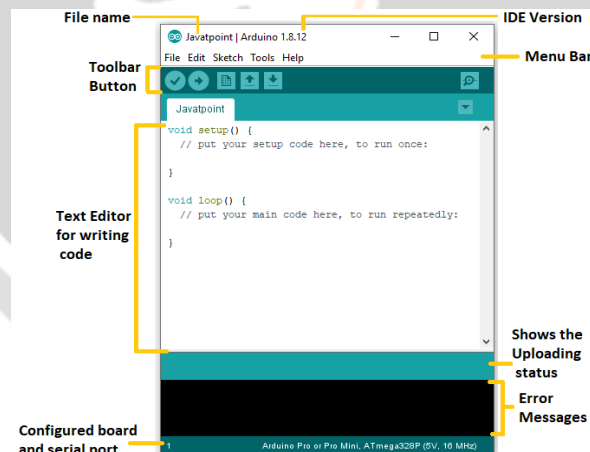 File name
IDE Version
Javatpoint | Arduino 1.8.12
File Edit Sketch Tools Help
Menu Bar
Toolbar
Button
Javatpoint
void setup() {
// put your setup code here, to run once:
}
void loop() {
// put your main code here, to run repeatedly:
}
Text Editor
for writing
code
Shows the
Uploading
status
Error
Messages
Configured board
and serial port
1
Arduino Pro or Pro Mini, ATmega328P (5V, 16 MHz)